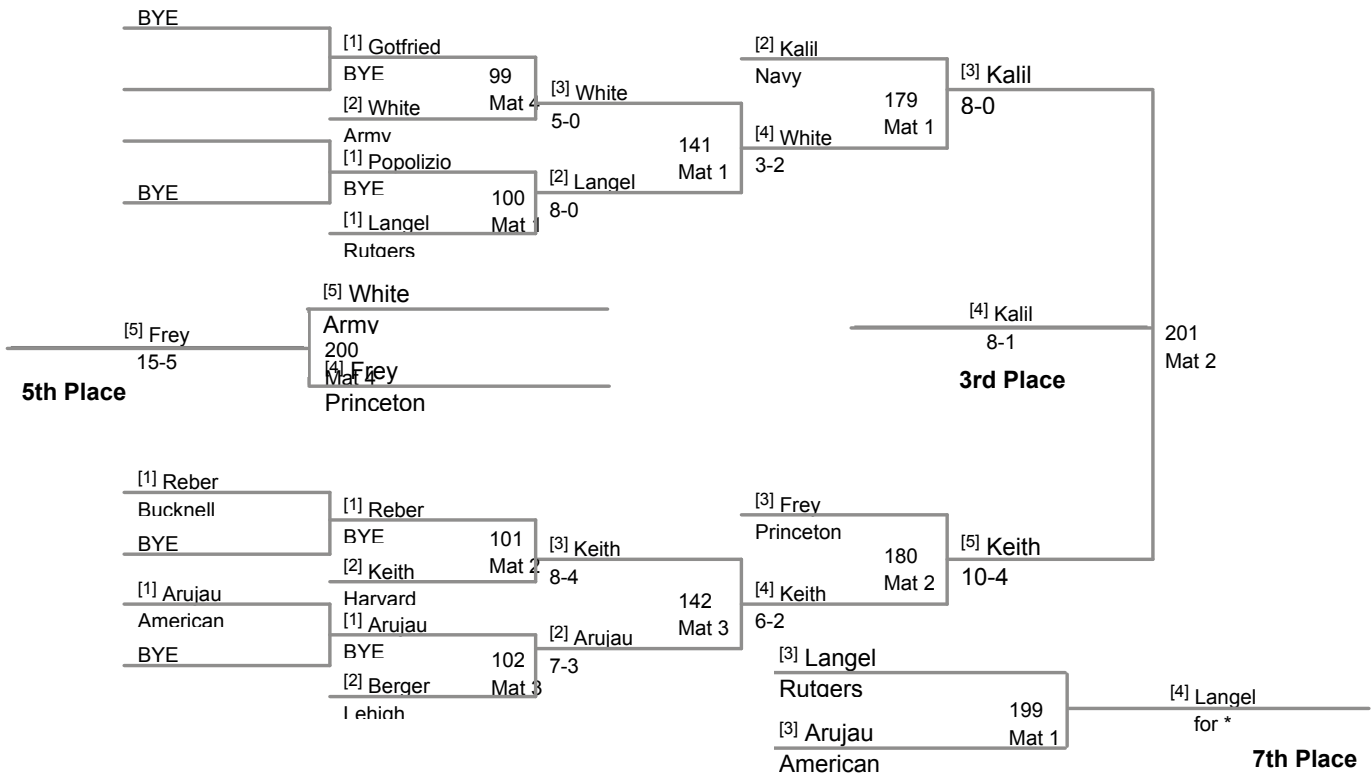 BYE
[1] Gotfried
BYE
99
Mat 4
[2] White
Army
[3] White
5-0
[1] Popolizio
BYE
BYE
100
Mat 1
[1] Langel
Rutgers
[2] Langel
8-0
141
Mat 1
[2] Kalil
Navy
[4] White
3-2
179
Mat 1
[3] Kalil
8-0
[5] White
Army
200
Mat 4
[4] Frey
Princeton
[5] Frey
15-5
5th Place
[4] Kalil
8-1
3rd Place
201
Mat 2
[1] Reber
Bucknell
BYE
[1] Reber
BYE
101
Mat 2
[2] Keith
Harvard
[3] Keith
8-4
[1] Arujau
American
BYE
[1] Arujau
BYE
102
Mat 3
[2] Berger
Lehigh
[2] Arujau
7-3
142
Mat 3
[3] Frey
Princeton
[4] Keith
6-2
180
Mat 2
[5] Keith
10-4
[3] Langel
Rutgers
[3] Arujau
American
199
Mat 1
[4] Langel
for *
7th Place